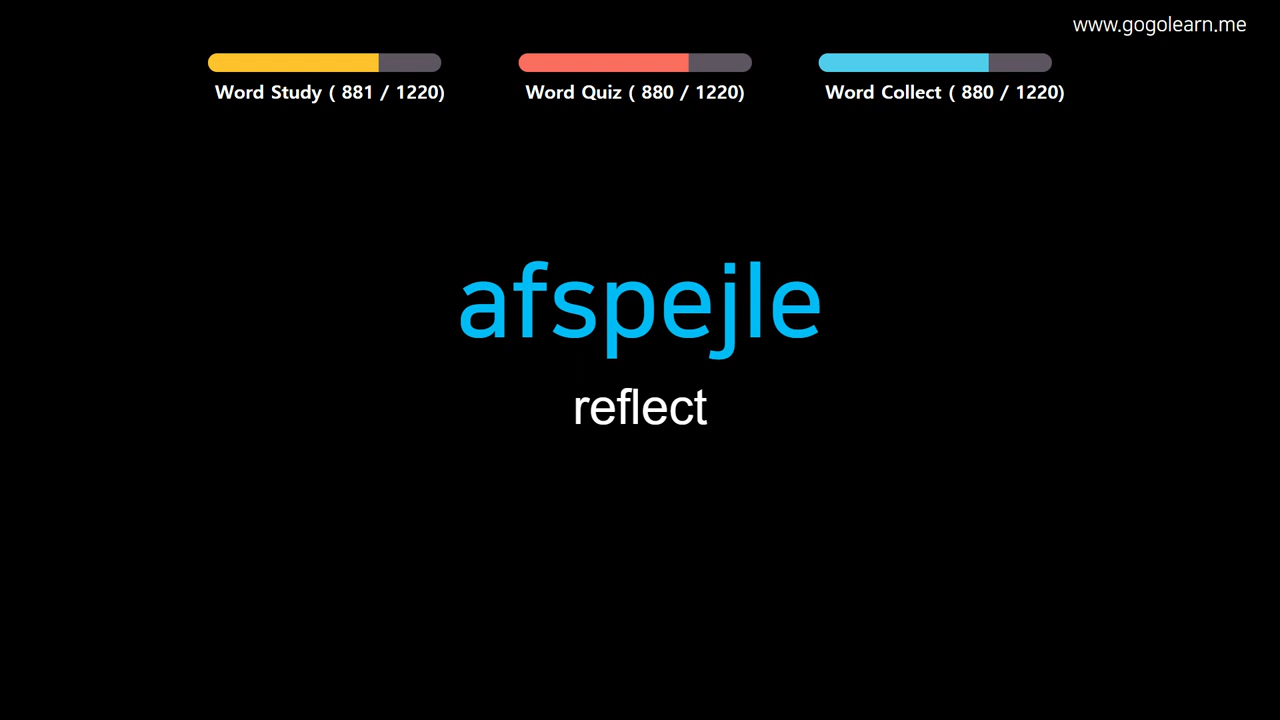 www.gogolearn.me
Word Study ( 881 / 1220)
Word Quiz ( 880 / 1220)
Word Collect ( 880 / 1220)
afspejle
reflect